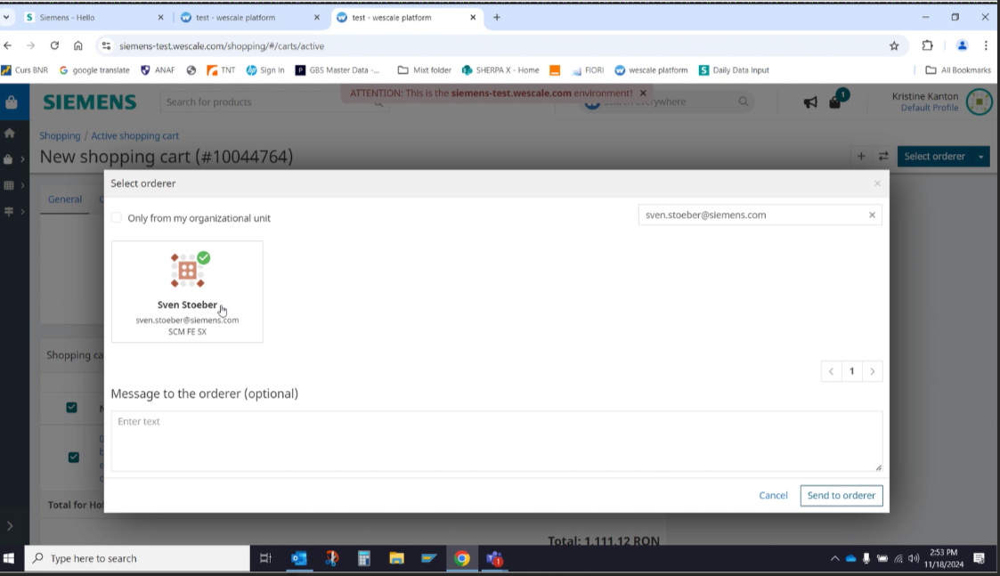 Siemens - Hello
test - wescale platform
test - wescale platform
siemens-test.wescale.com/shopping/#/carts/active
Curs BNR
google translate
ANAF
TNT
Sign in
GBS Master Data -...
Mixt folder
SHERPA X - Home
FIORI
wescale platform
Daily Data Input
All Bookmarks
SIEMENS
Search for products
ATTENTION: This is the siemens-test.wescale.com environment!
Search everywhere
1
Kristine Kanton
Default Profile
Shopping / Active shopping cart
New shopping cart (#10044764)
Select orderer
General
Select orderer
Only from my organizational unit
sven.stoeber@siemens.com
Sven Stoeber
sven.stoeber@siemens.com
SCM FE SX
Shopping ca
1
Message to the orderer (optional)
Enter text
Cancel
Send to orderer
Total for Ho
Total: 1.111,12 RON
Type here to search
2:53 PM
11/18/2024